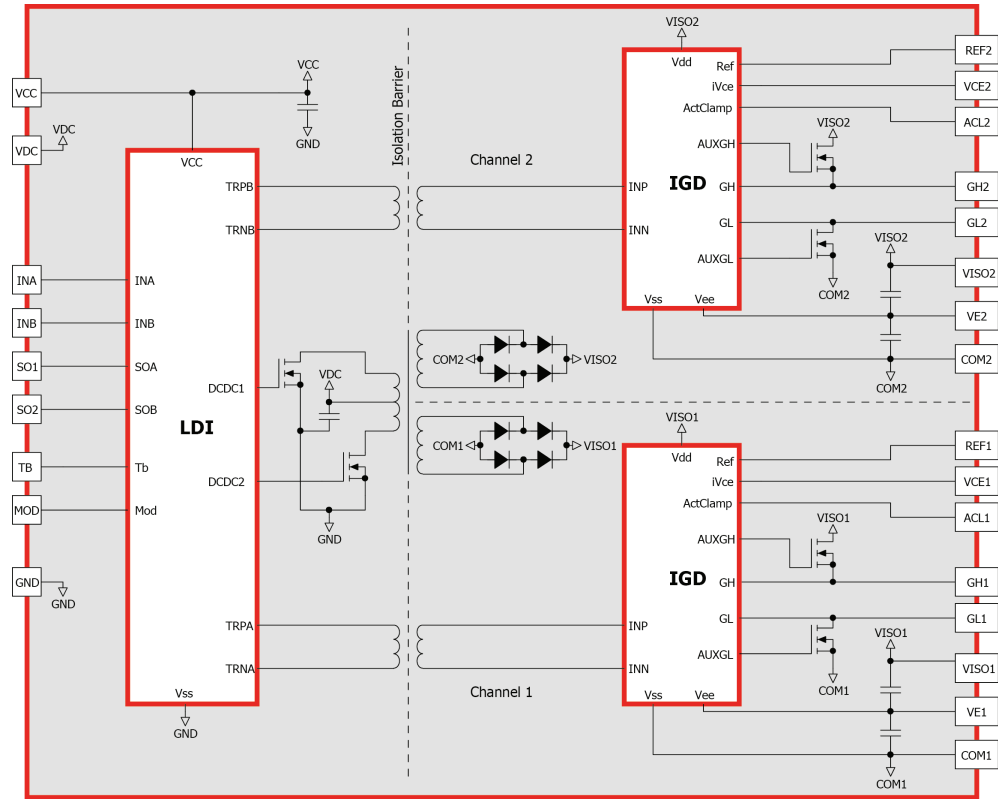 VISO2
Vdd
Ref
REF2
iVce
VCE2
ActClamp
ACL2
VCC
VCC
GND
VDC
VDC
Isolation Barrier
Channel 2
VCC
AUXGH
VISO2
TRPB
INP
IGD
GH
GH2
TRNB
INN
GL
GL2
AUXGL
VISO2
COM2
VISO2
INA
INA
Vss
Vee
VE2
INB
INB
COM2
COM2
SO1
SOA
COM2
VISO2
DCDC1
VDC
SO2
SOB
LDI
VISO1
Vdd
COM1
VISO1
Ref
REF1
TB
Tb
DCDC2
iVce
VCE1
MOD
Mod
ActClamp
ACL1
GND
AUXGH
VISO1
GND
GND
IGD
GH
GH1
TRPA
INP
GL
GL1
TRNA
INN
AUXGL
VISO1
COM1
VISO1
Vss
Channel 1
Vss
Vee
VE1
GND
COM1
COM1